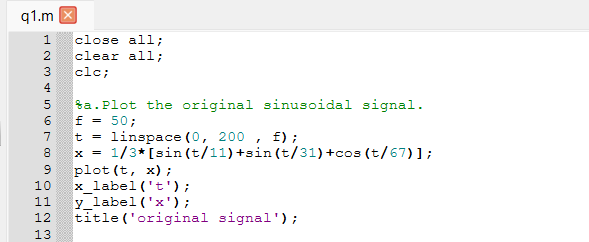 q1.m
1 close all;
2 clear all;
3 clc;
4
5 %a.Plot the original sinusoidal signal.
6 f = 50;
7 t = linspace(0, 200 , f);
8 x = 1/3*[sin(t/11)+sin(t/31)+cos(t/67)];
9 plot(t, x);
10 x_label('t');
11 y_label('x');
12 title('original signal');
13